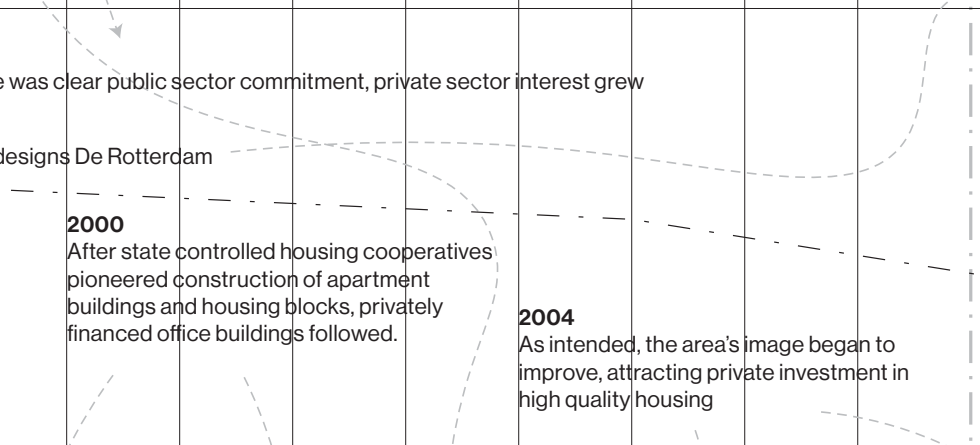 was clear public sector commitment, private sector interest grew
designs De Rotterdam
2000
After state controlled housing cooperatives
pioneered construction of apartment
buildings and housing blocks, privately
financed office buildings followed.
2004
As intended, the area's image began to
improve, attracting private investment in
high quality housing